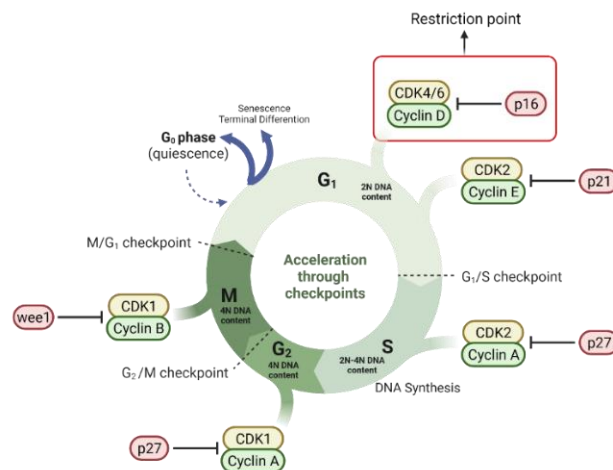 Restriction point
CDK4/6
Cyclin D
p16
Senescence
Terminal Differention
G₀ phase
(quiescence)
G₁
2N DNA
content
CDK2
Cyclin E
p21
M/G₁ checkpoint
Acceleration
through
checkpoints
G₁/S checkpoint
M
4N DNA
content
wee1
CDK1
Cyclin B
G₂/M checkpoint
G₂
4N DNA
content
S
2N-4N DNA
content
DNA Synthesis
CDK2
Cyclin A
p27
p27
CDK1
Cyclin A